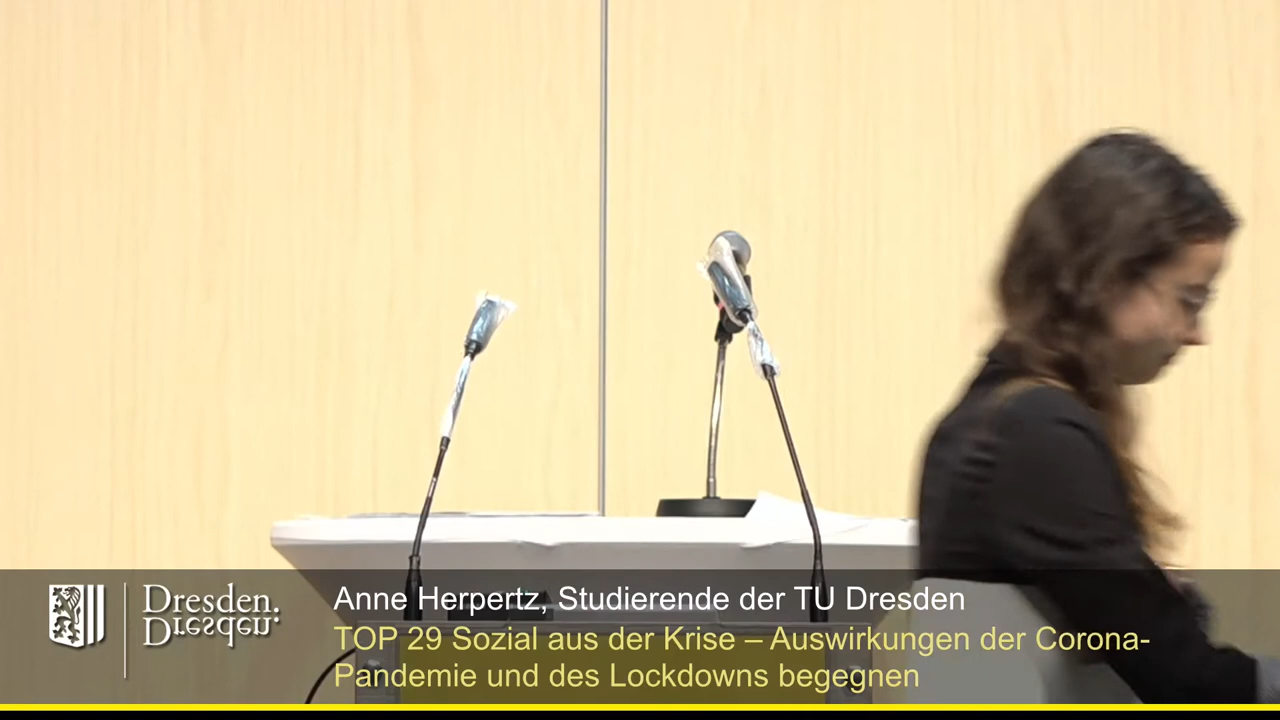 Dresden.
Dresden.
Anne Herpertz, Studierende der TU Dresden
TOP 29 Sozial aus der Krise – Auswirkungen der Corona-
Pandemie und des Lockdowns begegnen